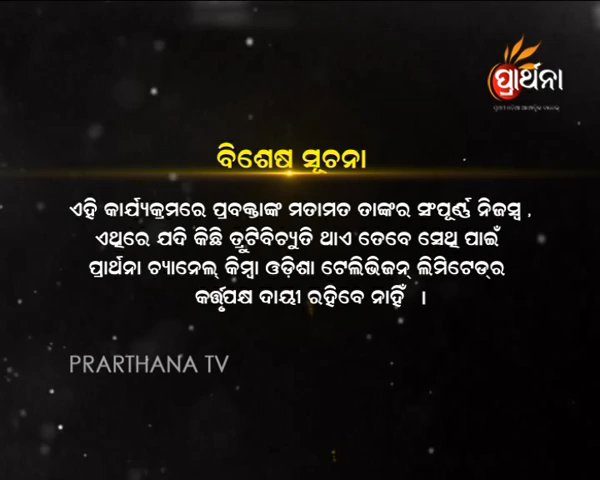 ପ୍ରାର୍ଥନା
ବିଶେଷ ସୂଚନା
ଏହି କାର୍ଯ୍ୟକ୍ରମରେ ପ୍ରବକ୍ତାଙ୍କ ମତାମତ ତାଙ୍କର ସଂପୂର୍ଣ୍ଣ ନିଜସ୍ୱ ,
ଏଥିରେ ଯଦି କିଛି ତ୍ରୁଟିବିଚ୍ୟୁତି ଥାଏ ତେବେ ସେଥି ପାଇଁ
ପ୍ରାର୍ଥନା ଚ୍ୟାନେଲ୍ କିମ୍ବା ଓଡ଼ିଶା ଟେଲିଭିଜନ୍ ଲିମିଟେଡ୍‌ର
କର୍ତ୍ତୃପକ୍ଷ ଦାୟୀ ରହିବେ ନାହିଁ ।
PRARTHANA TV